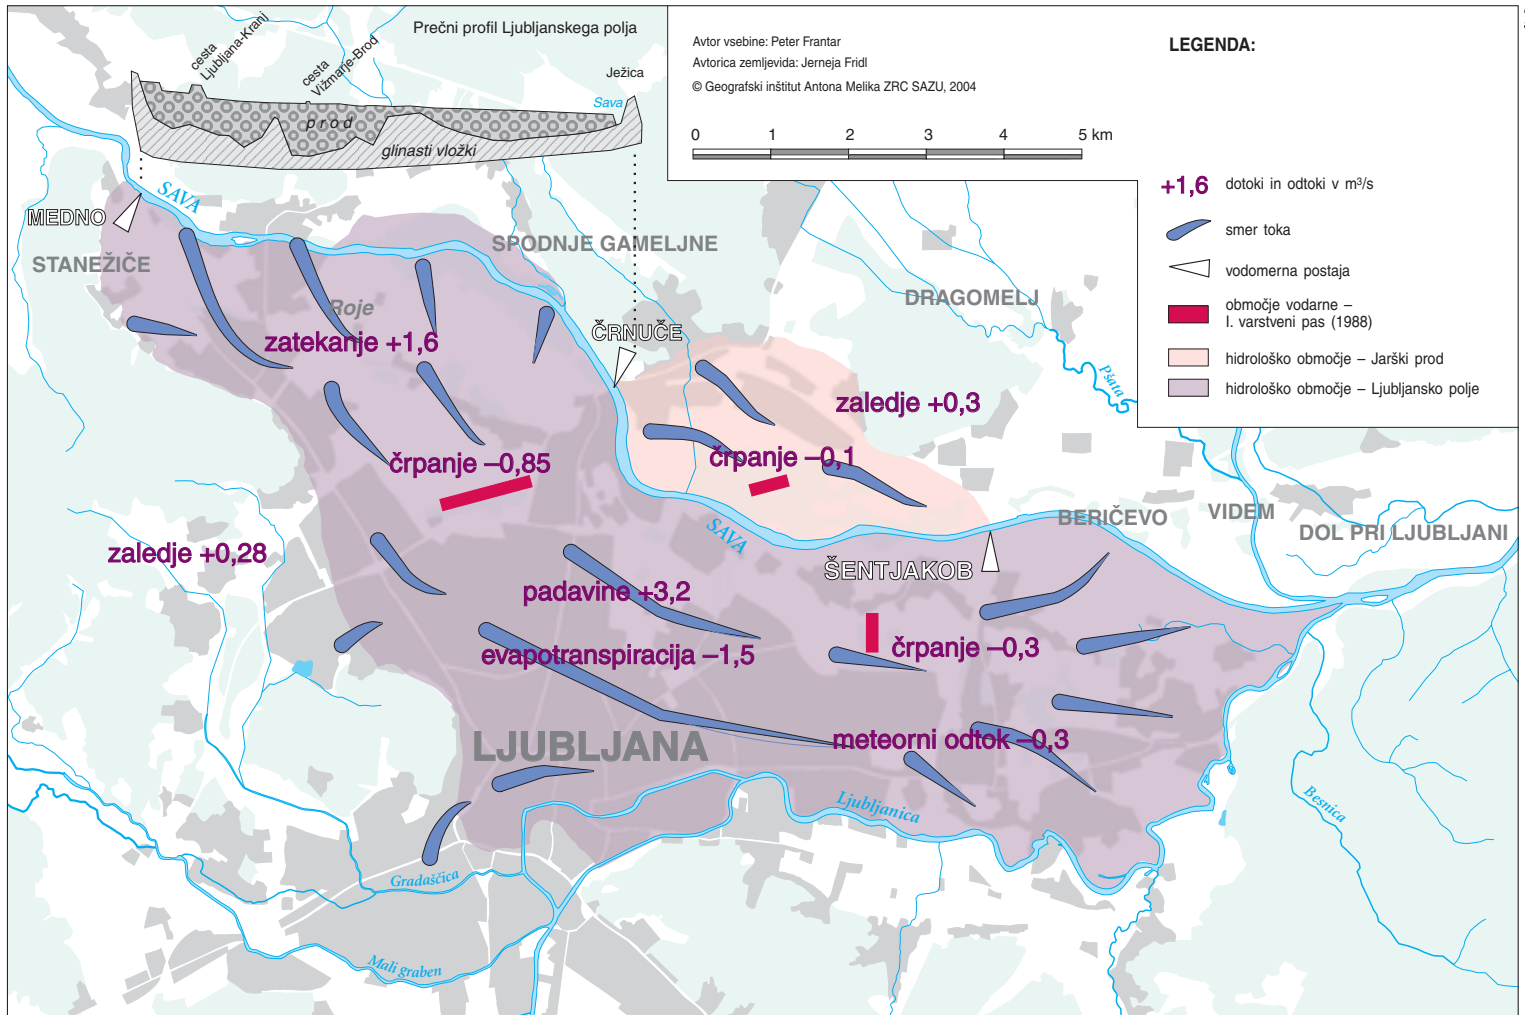 Prečni profil Ljubljanskega polja
cesta
Ljubljana-Kranj
cesta
Vižmarje-Brod
Ježica
Sava
prod
glinasti vložki
Avtor vsebine: Peter Frantar
Avtorica zemljevida: Jerneja Fridl
© Geografski inštitut Antona Melika ZRC SAZU, 2004
0 1 2 3 4 5 km
LEGENDA:
+1,6 dotoki in odtoki v m³/s
smer toka
vodomerna postaja
območje vodarne –
I. varstveni pas (1988)
hidrološko območje – Jarški prod
hidrološko območje – Ljubljansko polje
SAVA
MEDNO
STANEŽIČE
SPODNJE GAMELJNE
Roje
ČRNUČE
DRAGOMELJ
Pšata
zatekanje +1,6
zaledje +0,3
črpanje –0,85
črpanje –0,1
SAVA
BERIČEVO
VIDEM
DOL PRI LJUBLJANI
zaledje +0,28
ŠENTJAKOB
padavine +3,2
evapotranspiracija –1,5
črpanje –0,3
LJUBLJANA
meteorni odtok –0,3
Ljubljanica
Besnica
Gradaščica
Mali graben